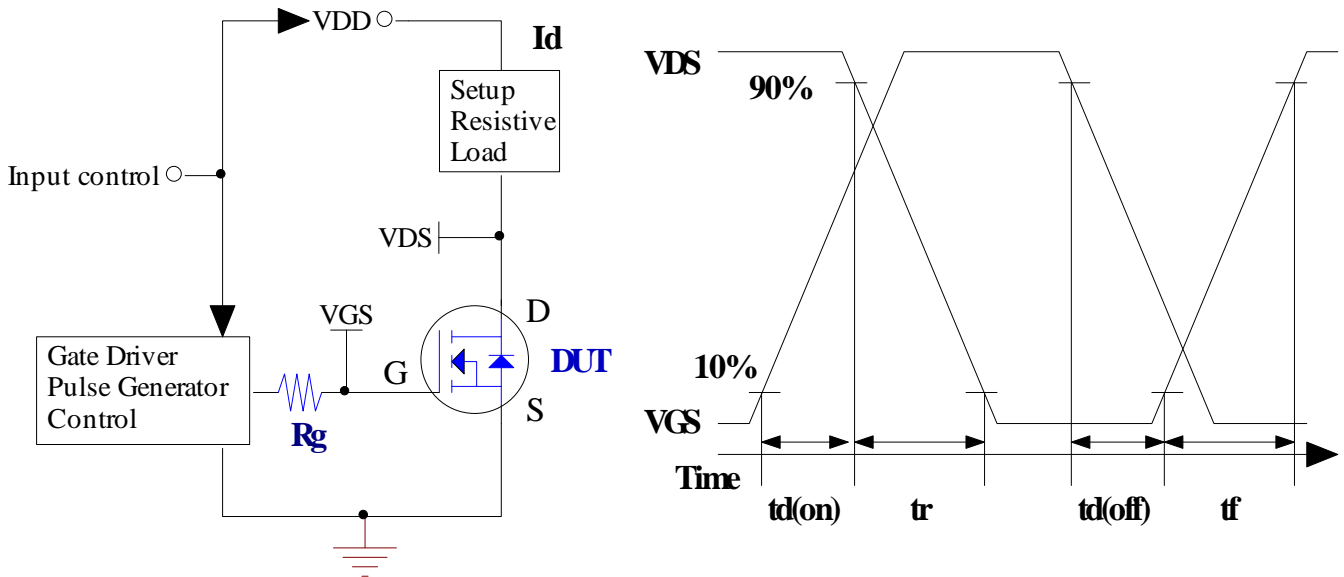 VDD
Id
Setup
Resistive
Load
Input control
VDS
VGS
D
G
DUT
S
Gate Driver
Pulse Generator
Control
Rg
VDS
90%
10%
VGS
Time
td(on)
tr
td(off)
tf